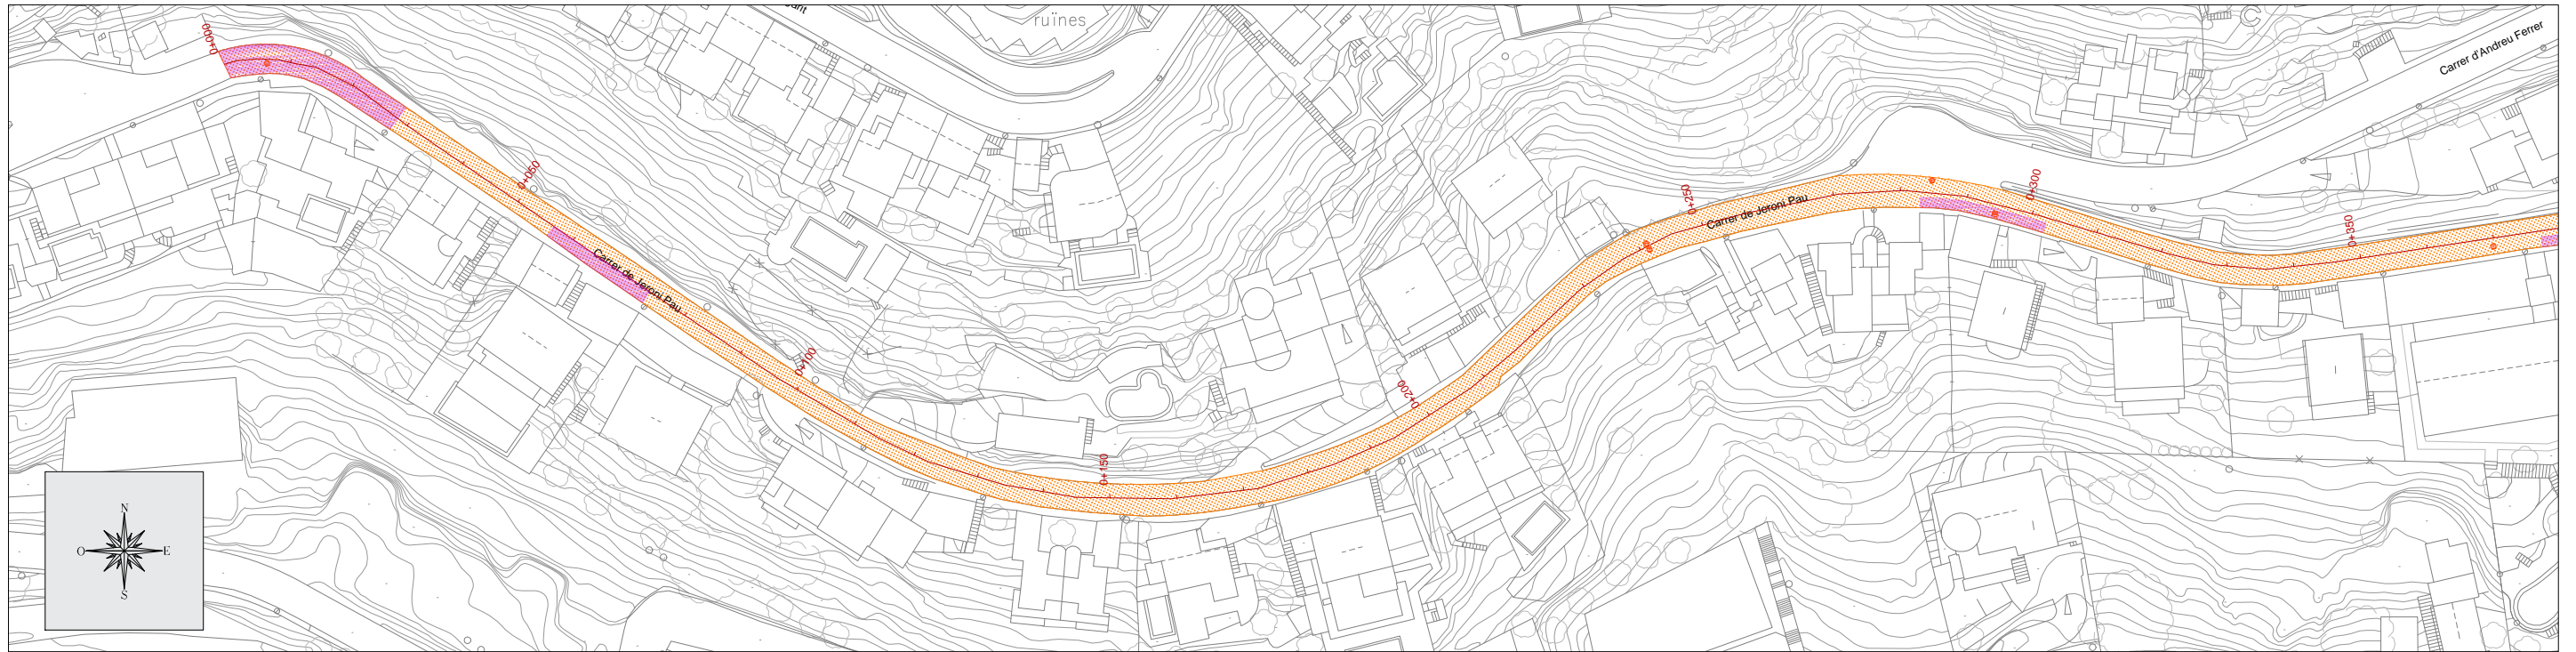 ruïnes
Carrer d'Andreu Ferrer
0+000
0+050
Carrer de Jeroni Pau
0+100
0+150
0+200
0+250
Carrer de Jeroni Pau
0+300
0+350
N
O
E
S